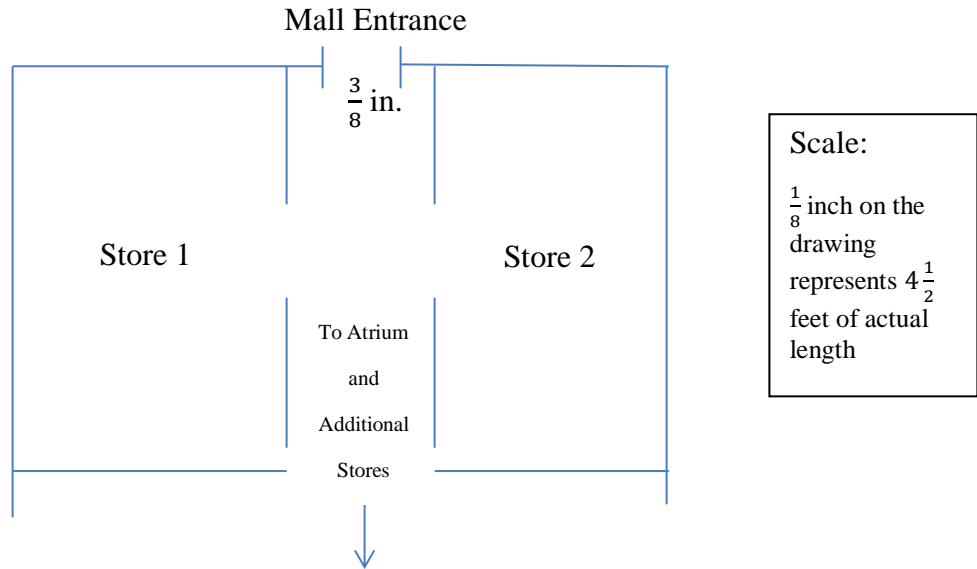 Mall Entrance
3/8 in.
Scale:
1/8 inch on the
drawing
represents 4 1/2
feet of actual
length
Store 1
Store 2
To Atrium
and
Additional
Stores